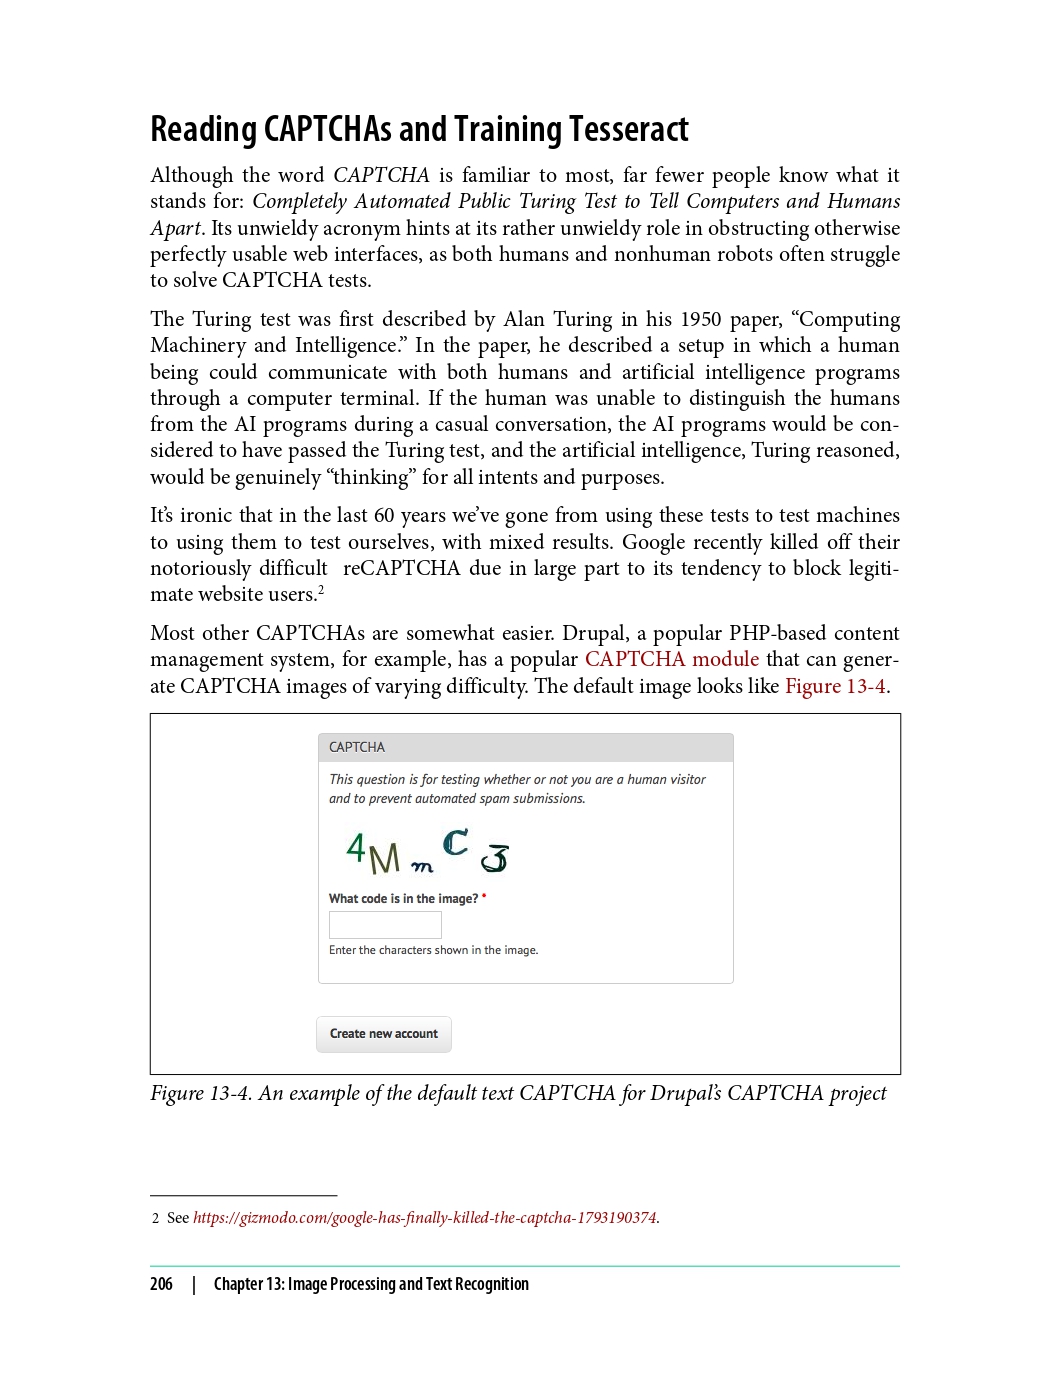 Reading CAPTCHAs and Training Tesseract
Although the word CAPTCHA is familiar to most, far fewer people know what it
stands for: Completely Automated Public Turing Test to Tell Computers and Humans
Apart. Its unwieldy acronym hints at its rather unwieldy role in obstructing otherwise
perfectly usable web interfaces, as both humans and nonhuman robots often struggle
to solve CAPTCHA tests.
The Turing test was first described by Alan Turing in his 1950 paper, “Computing
Machinery and Intelligence.” In the paper, he described a setup in which a human
being could communicate with both humans and artificial intelligence programs
through a computer terminal. If the human was unable to distinguish the humans
from the AI programs during a casual conversation, the AI programs would be con-
sidered to have passed the Turing test, and the artificial intelligence, Turing reasoned,
would be genuinely “thinking” for all intents and purposes.
It’s ironic that in the last 60 years we’ve gone from using these tests to test machines
to using them to test ourselves, with mixed results. Google recently killed off their
notoriously difficult reCAPTCHA due in large part to its tendency to block legiti-
mate website users.2
Most other CAPTCHAs are somewhat easier. Drupal, a popular PHP-based content
management system, for example, has a popular CAPTCHA module that can gener-
ate CAPTCHA images of varying difficulty. The default image looks like Figure 13-4.
CAPTCHA
This question is for testing whether or not you are a human visitor
and to prevent automated spam submissions.
4MmC3
What code is in the image? *
Enter the characters shown in the image.
Create new account
Figure 13-4. An example of the default text CAPTCHA for Drupal’s CAPTCHA project
2 See https://gizmodo.com/google-has-finally-killed-the-captcha-1793190374.
206 | Chapter 13: Image Processing and Text Recognition